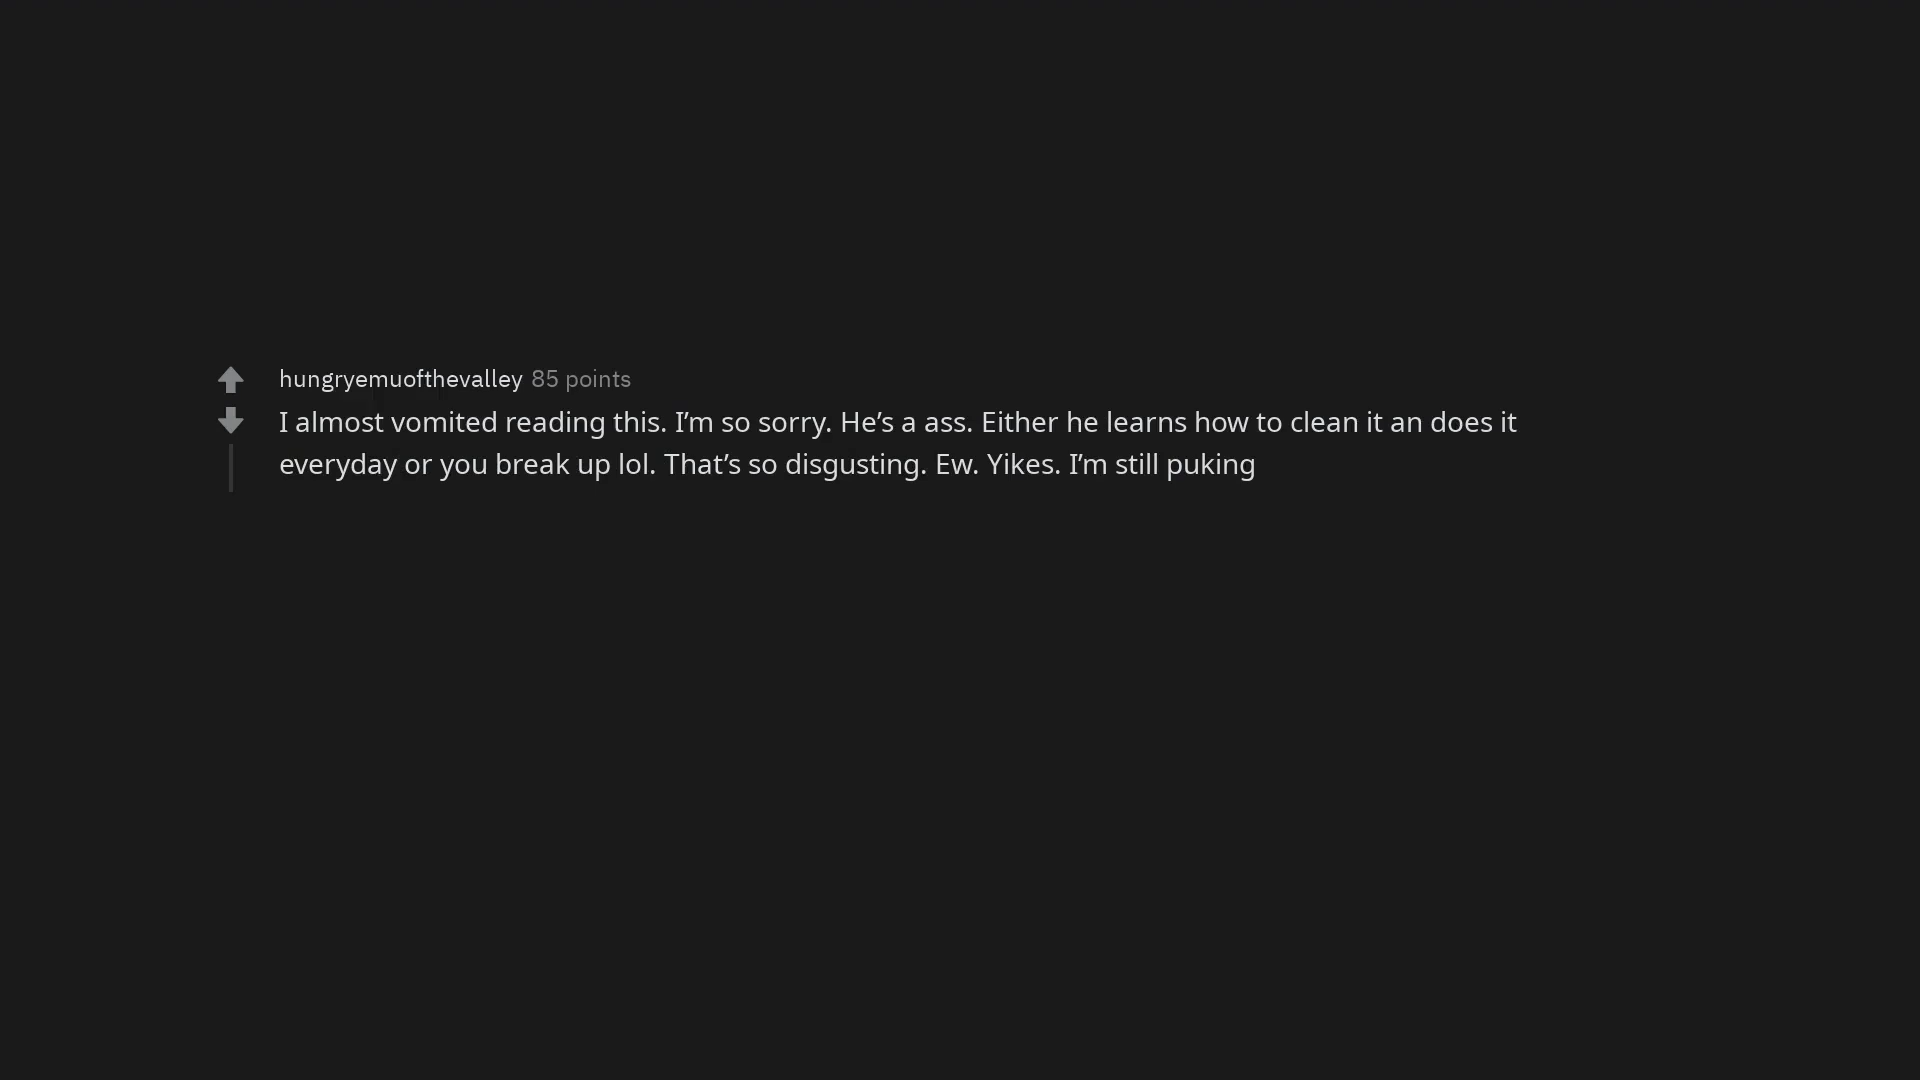 hungryemuofthevalley 85 points
I almost vomited reading this. I’m so sorry. He’s a ass. Either he learns how to clean it an does it
everyday or you break up lol. That’s so disgusting. Ew. Yikes. I’m still puking